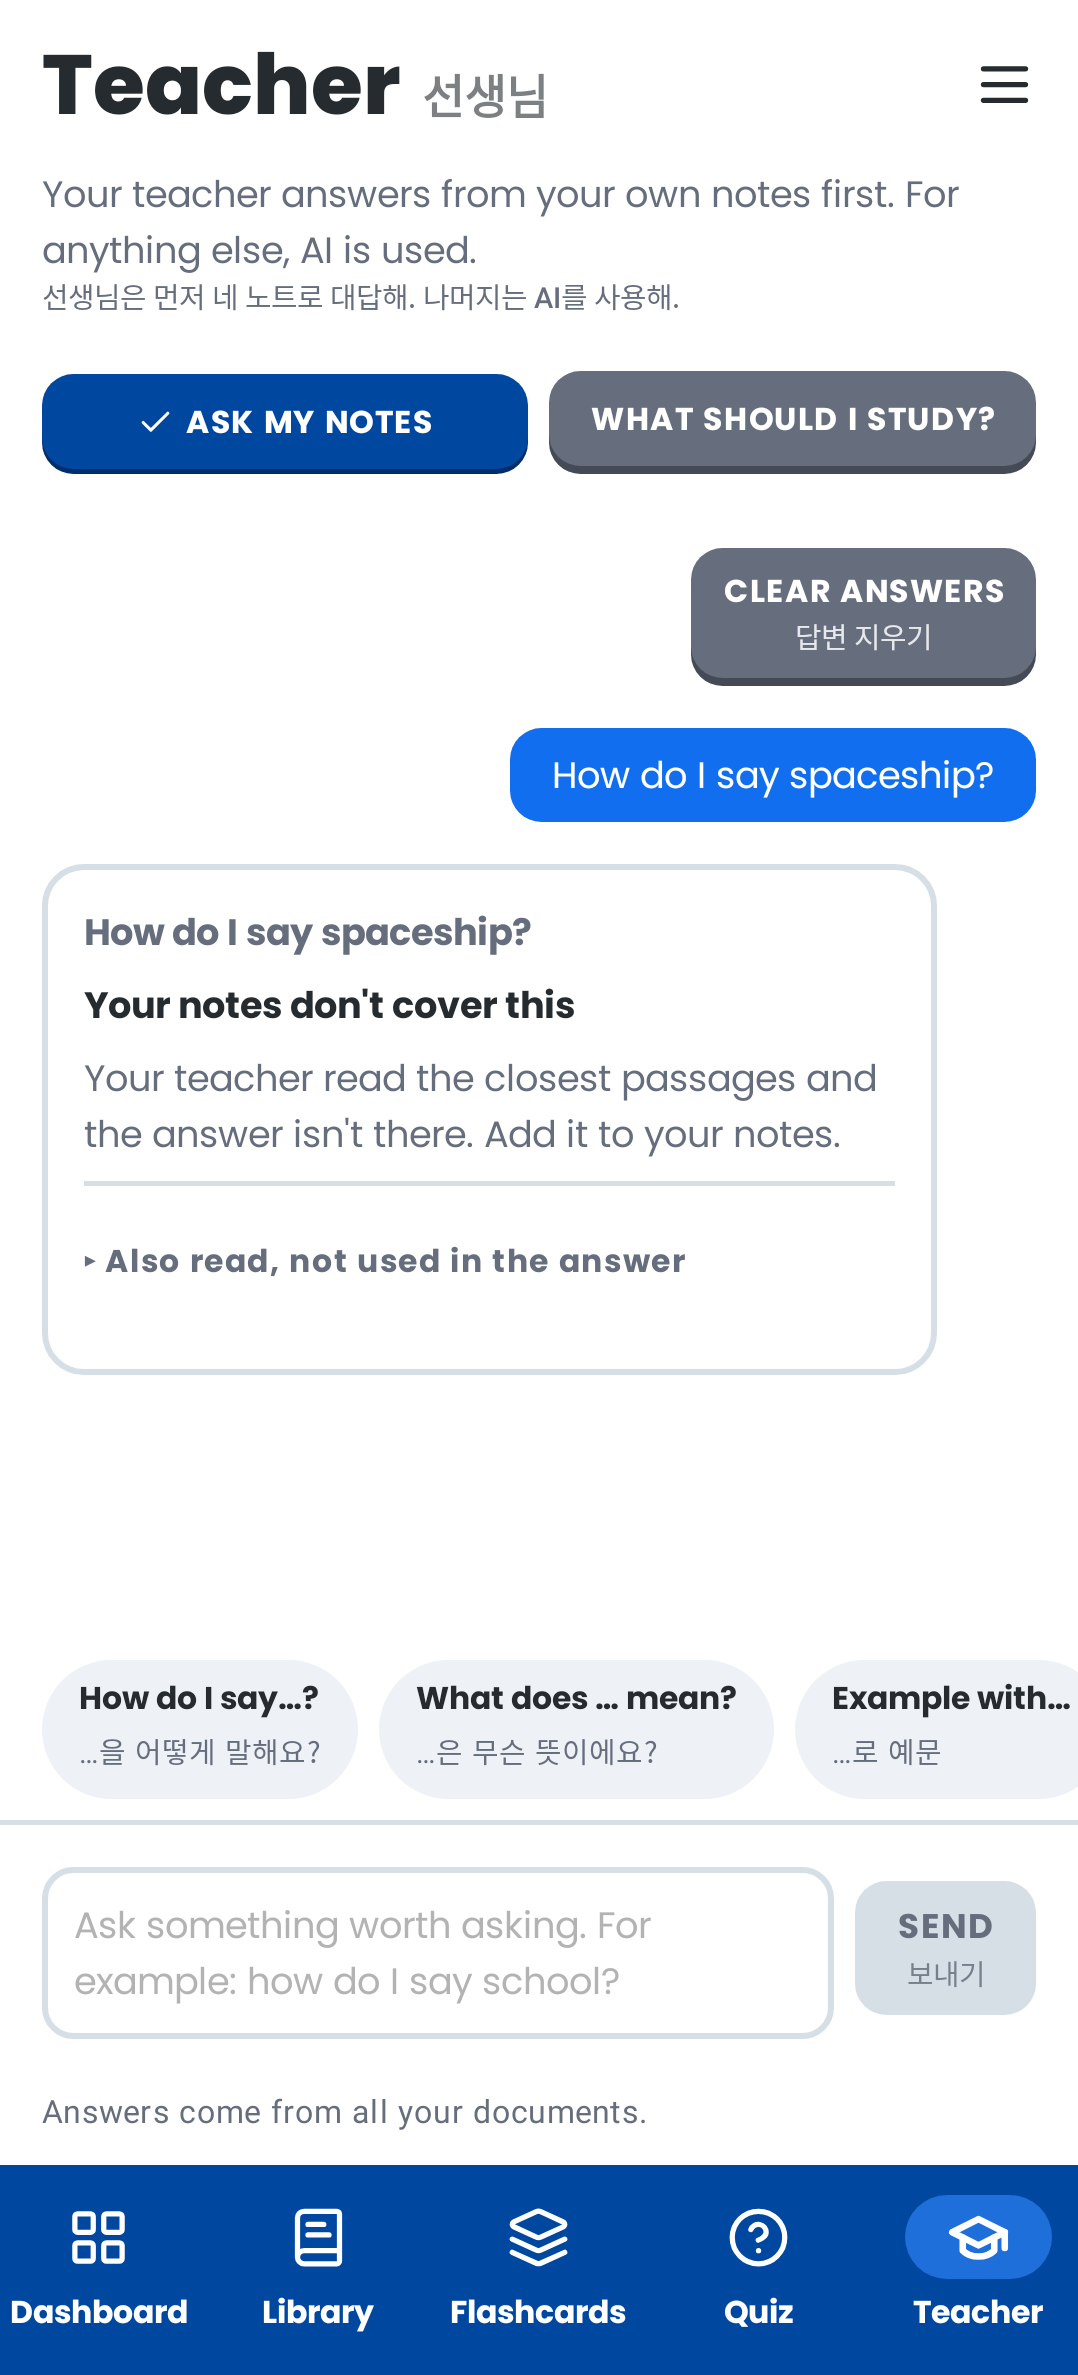 Teacher 선생님
Your teacher answers from your own notes first. For
anything else, AI is used.
선생님은 먼저 네 노트로 대답해. 나머지는 AI를 사용해.
ASK MY NOTES
WHAT SHOULD I STUDY?
CLEAR ANSWERS
답변 지우기
How do I say spaceship?
How do I say spaceship?
Your notes don't cover this
Your teacher read the closest passages and
the answer isn't there. Add it to your notes.
Also read, not used in the answer
How do I say...?
...을 어떻게 말해요?
What does ... mean?
...은 무슨 뜻이에요?
Example with...
...로 예문
Ask something worth asking. For
example: how do I say school?
SEND
보내기
Answers come from all your documents.
Dashboard
Library
Flashcards
Quiz
Teacher